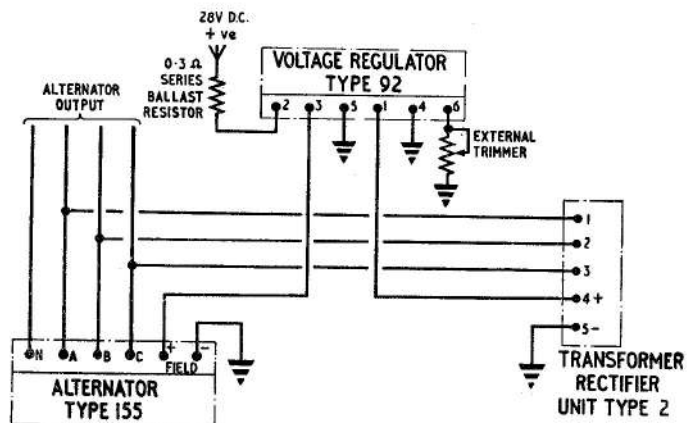 28V D.C.
+ ve
0·3 Ω
SERIES
BALLAST
RESISTOR
ALTERNATOR
OUTPUT
VOLTAGE REGULATOR
TYPE 92
2 3 5 1 4 6
EXTERNAL
TRIMMER
1
2
3
4+
5-
TRANSFORMER
RECTIFIER
UNIT TYPE 2
N A B C + -
FIELD
ALTERNATOR
TYPE 155